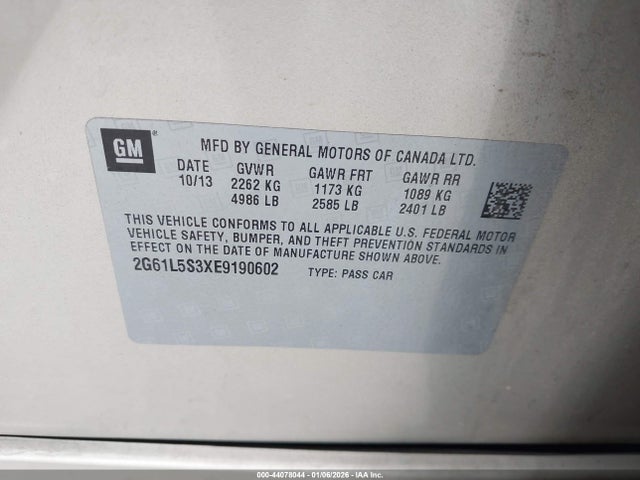 GM ®
MFD BY GENERAL MOTORS OF CANADA LTD.
DATE GVWR GAWR FRT GAWR RR
10/13 2262 KG 1173 KG 1089 KG
4986 LB 2585 LB 2401 LB
THIS VEHICLE CONFORMS TO ALL APPLICABLE U.S. FEDERAL MOTOR
VEHICLE SAFETY, BUMPER, AND THEFT PREVENTION STANDARDS IN
EFFECT ON THE DATE OF MANUFACTURE SHOWN ABOVE.
2G61L5S3XE9190602 TYPE: PASS CAR
000-44078044 | 01/06/2026 - IAA Inc.